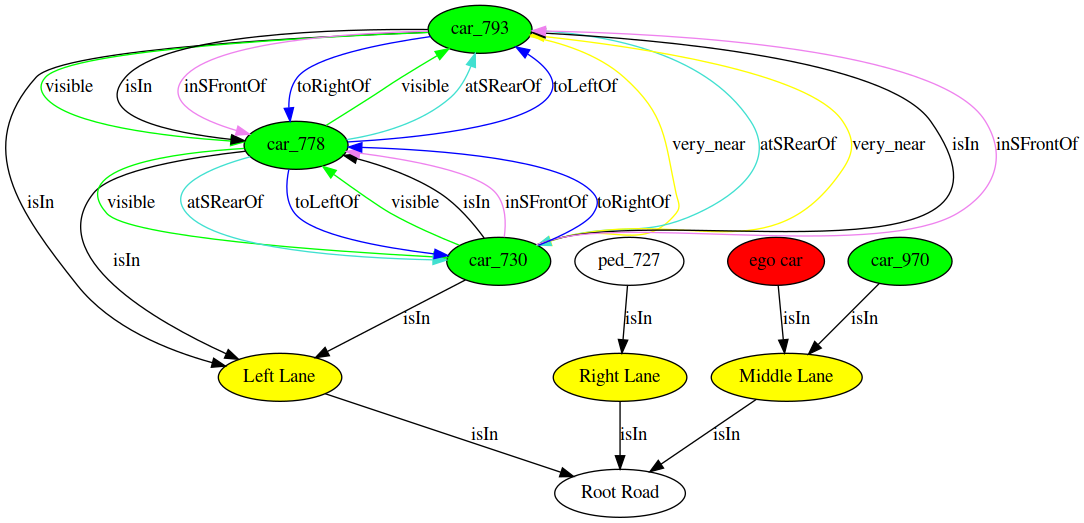 car_793
visible
isIn
inSFrontOf
toRightOf
visible
atSRearOf
toLeftOf
very_near
atSRearOf
very_near
isIn
inSFrontOf
car_778
isIn
visible
atSRearOf
toLeftOf
visible
isIn
inSFrontOf
toRightOf
isIn
car_730
ped_727
ego car
car_970
isIn
isIn
isIn
isIn
Left Lane
Right Lane
Middle Lane
isIn
isIn
isIn
Root Road